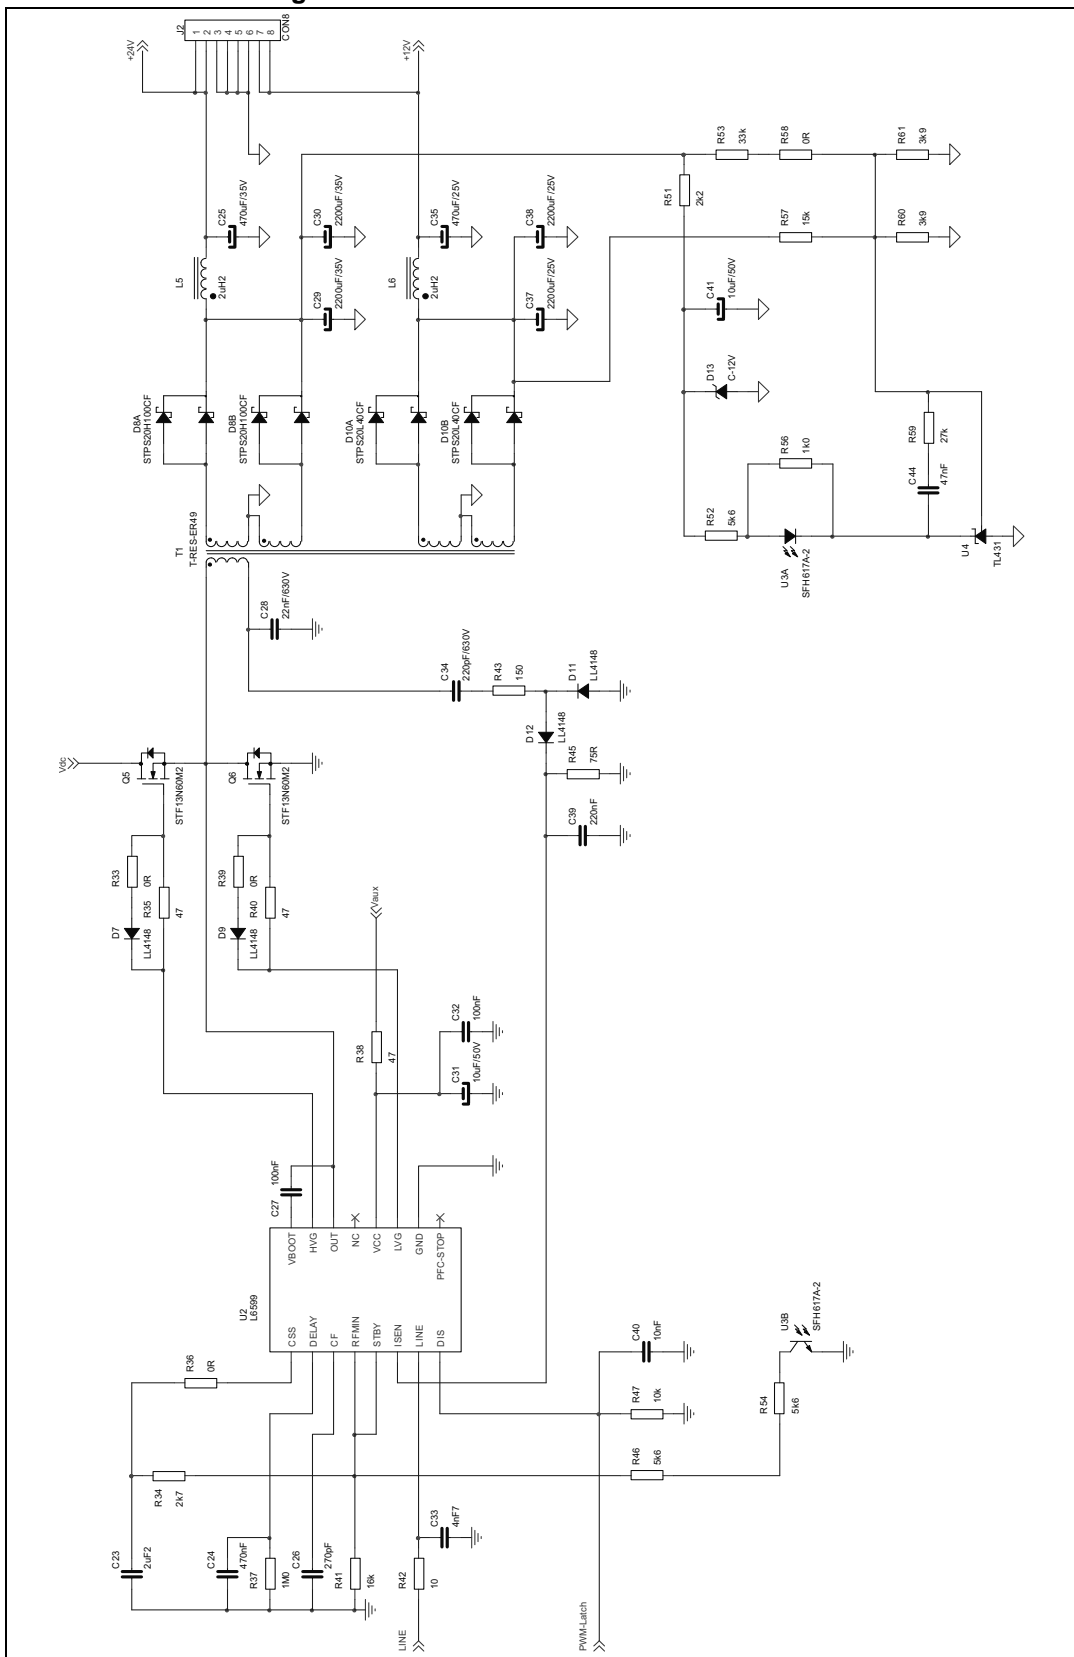 J2
CON8
1
2
3
4
5
6
7
8
+24V
+12V
R53
33k
R58
0R
R61
3k9
R51
2k2
R57
15k
R60
3k9
C25
470uF/35V
C30
2200uF/35V
C35
470uF/25V
C38
2200uF/25V
L5
2uH2
L6
2uH2
C29
2200uF/35V
C37
2200uF/25V
C41
10uF/50V
D13
C-12V
D8A
STPS20H100CF
D8B
STPS20H100CF
D10A
STPS20L40CF
D10B
STPS20L40CF
R56
1k0
R59
27k
C44
47nF
R52
5k6
U3A
SFH617A-2
U4
TL431
T1
T-RES-ER49
C28
22nF/630V
C34
220pF/630V
R43
150
D11
LL4148
D12
LL4148
R45
75R
C39
220nF
Vdc
Q5
STF13N60M2
Q6
STF13N60M2
R33
0R
R35
47
D7
LL4148
R39
0R
R40
47
D9
LL4148
Vaux
R38
47
C32
100nF
C31
10uF/50V
C27
100nF
U2
L6599
VBOOT
HVG
OUT
NC
VCC
LVG
GND
PFC-STOP
CSS
DELAY
CF
RFMIN
STBY
ISEN
LINE
DIS
R36
0R
C40
10nF
R47
10k
U3B
SFH617A-2
R54
5k6
R46
5k6
R34
2k7
C23
2uF2
C24
470nF
R37
1M0
C26
270pF
R41
16k
R42
10
C33
4nF7
LINE
PWM-Latch